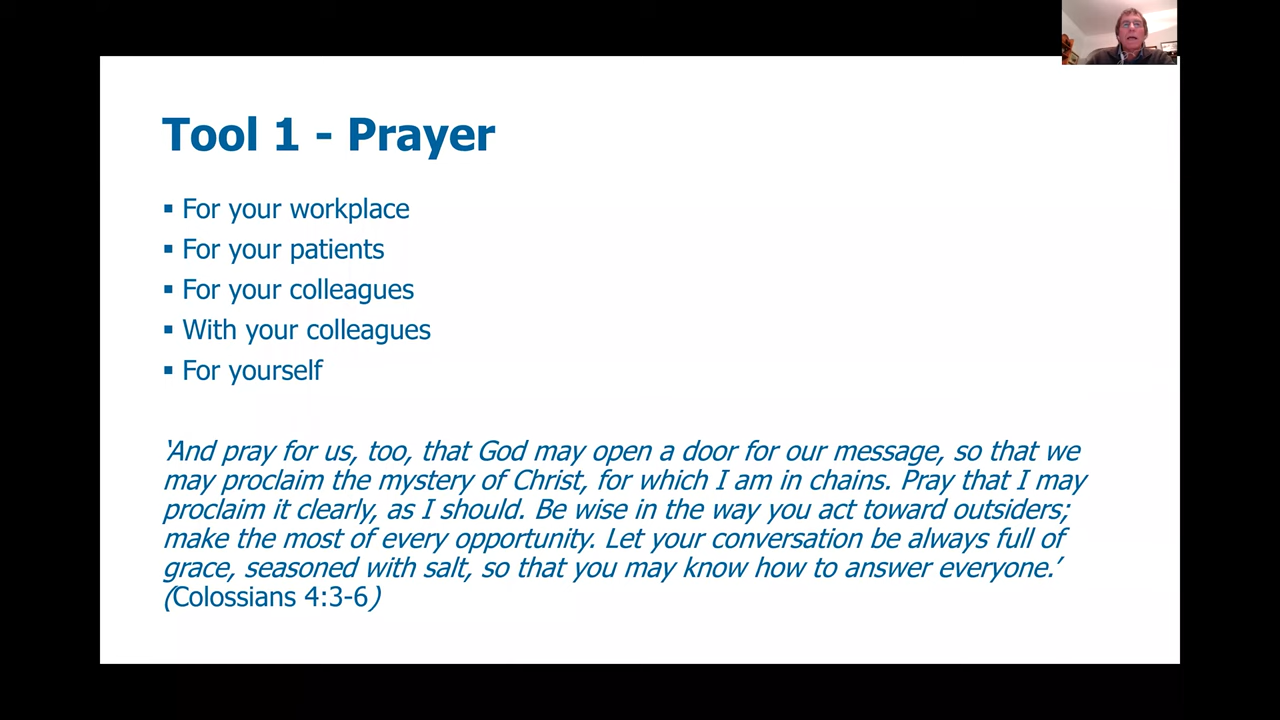 Tool 1 - Prayer
▪ For your workplace
▪ For your patients
▪ For your colleagues
▪ With your colleagues
▪ For yourself
‘And pray for us, too, that God may open a door for our message, so that we
may proclaim the mystery of Christ, for which I am in chains. Pray that I may
proclaim it clearly, as I should. Be wise in the way you act toward outsiders;
make the most of every opportunity. Let your conversation be always full of
grace, seasoned with salt, so that you may know how to answer everyone.’
(Colossians 4:3-6)